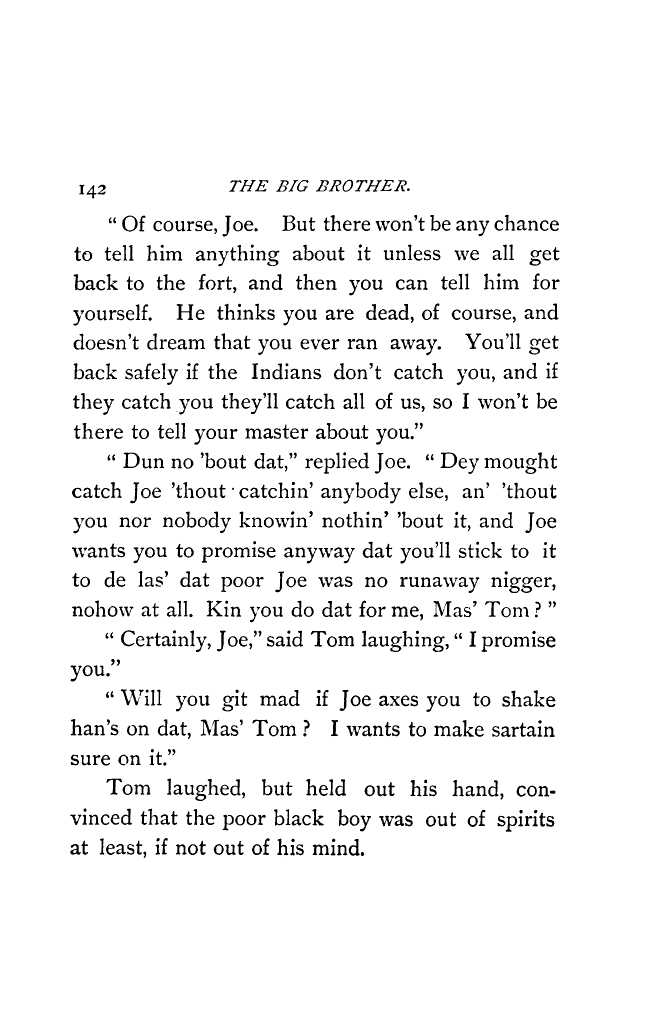 142 THE BIG BROTHER.
“ Of course, Joe. But there won’t be any chance
to tell him anything about it unless we all get
back to the fort, and then you can tell him for
yourself. He thinks you are dead, of course, and
doesn’t dream that you ever ran away. You’ll get
back safely if the Indians don’t catch you, and if
they catch you they’ll catch all of us, so I won’t be
there to tell your master about you.”
“ Dun no ’bout dat,” replied Joe. “ Dey mought
catch Joe ’thout catchin’ anybody else, an’ ’thout
you nor nobody knowin’ nothin’ ’bout it, and Joe
wants you to promise anyway dat you’ll stick to it
to de las’ dat poor Joe was no runaway nigger,
nohow at all. Kin you do dat for me, Mas’ Tom ? ”
“ Certainly, Joe,” said Tom laughing, “ I promise
you.”
“ Will you git mad if Joe axes you to shake
han’s on dat, Mas’ Tom ? I wants to make sartain
sure on it.”
Tom laughed, but held out his hand, con-
vinced that the poor black boy was out of spirits
at least, if not out of his mind.